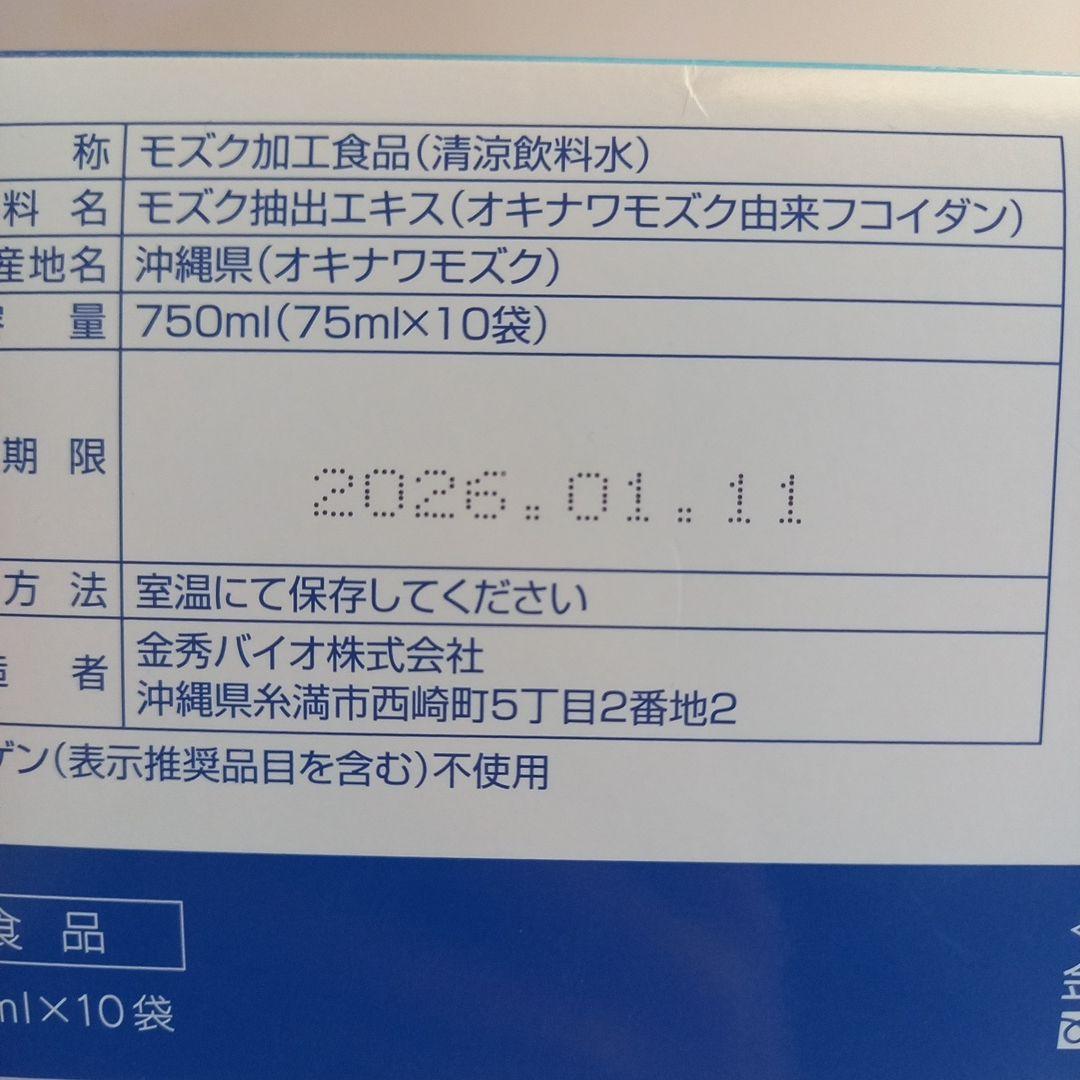 称 モズク加工食品(清涼飲料水)
料名 モズク抽出エキス(オキナワモズク由来フコイダン)
産地名 沖縄県(オキナワモズク)
容量 750ml(75ml×10袋)
期限 2026.01.11
方法 室温にて保存してください
造者 金秀バイオ株式会社
沖縄県糸満市西崎町5丁目2番地2
ゲン(表示推奨品目を含む)不使用
食品
ml×10袋